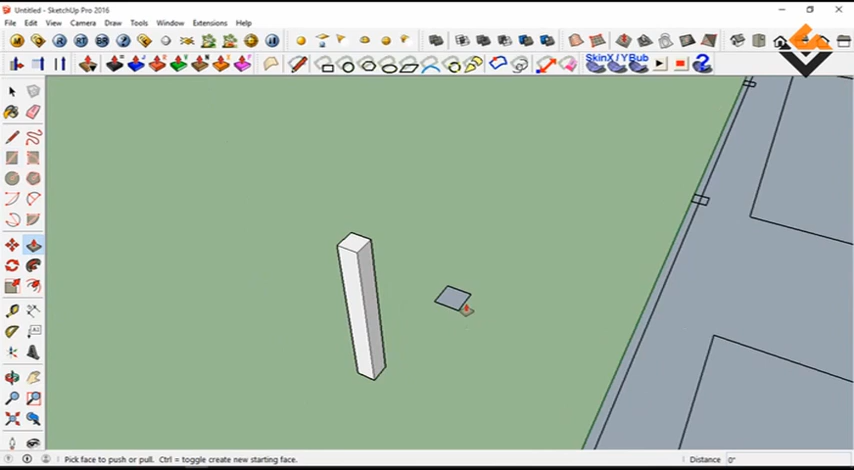 Untitled - SketchUp Pro 2016
File Edit View Camera Draw Tools Window Extensions Help
SkinX / YBub
Pick face to push or pull. Ctrl = toggle create new starting face.
Distance 0"